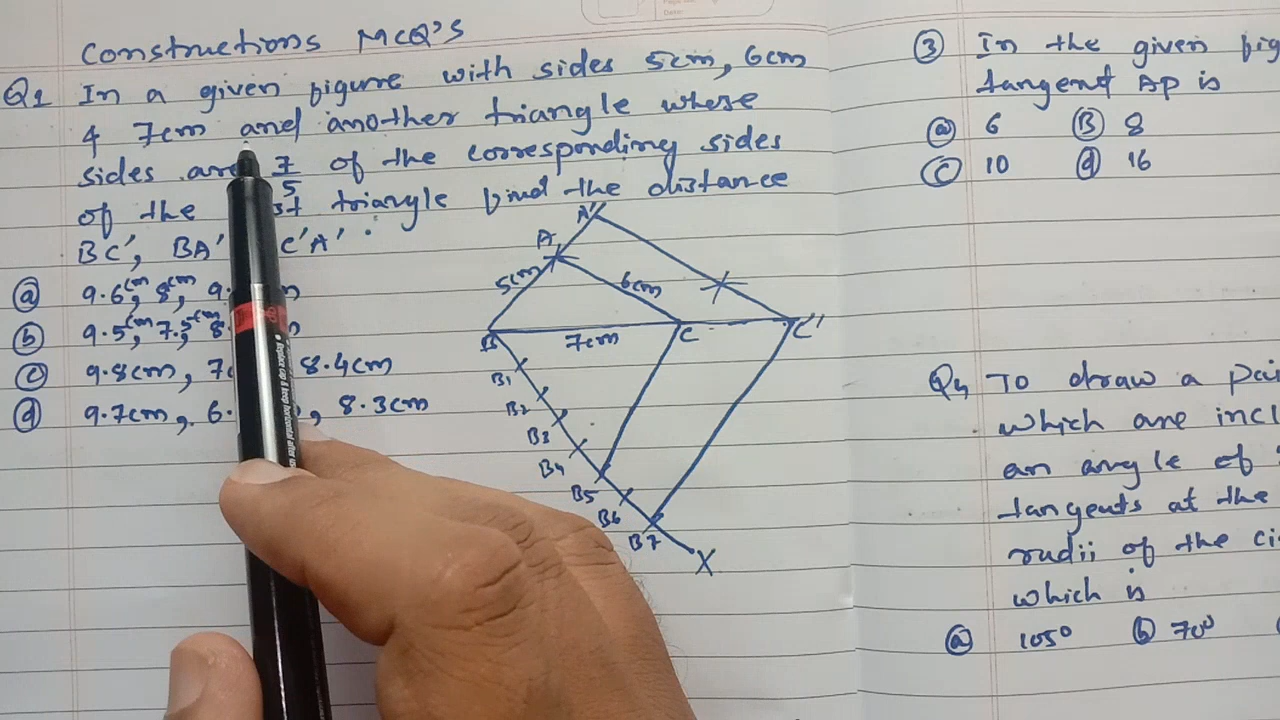 Constructions MCQ'S
Q1 In a given figure with sides 5cm, 6cm
& 7cm and another triangle whose
sides are 7/5 of the corresponding sides
of the triangle find the distance
BC', BA' C'A'.
ⓐ 9.6cm, 8cm, 9.
ⓑ 9.5cm, 7.5cm, 8.
ⓒ 9.8cm, 7 8.4cm
ⓓ 9.7cm, 6. , 8.3cm
A'
A
5cm
6cm
B
7cm
C
C'
B1
B2
B3
B4
B5
B6
B7
X
③ In the given fig
tangent AP is
ⓐ 6 ⓑ 8
ⓒ 10 ⓓ 16
Q4 To draw a pai
which are incl
an angle of
tangents at the
radii of the ci
which is
ⓐ 105° ⓑ 70°